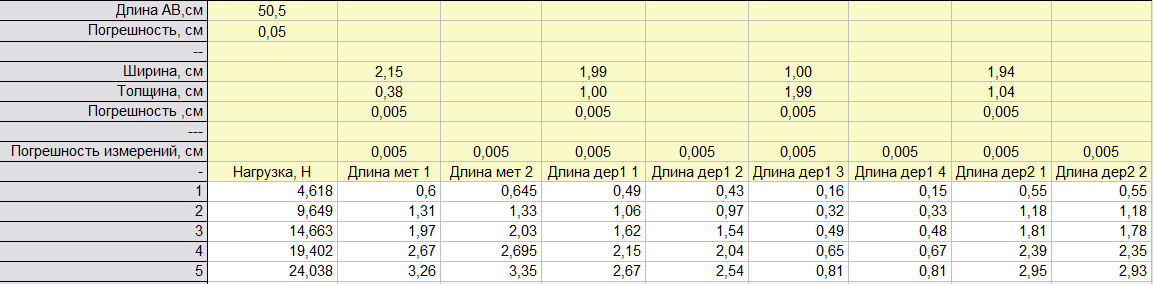 Длина AB,см 50,5
Погрешность, см 0,05
--
Ширина, см 2,15 1,99 1,00 1,94
Толщина, см 0,38 1,00 1,99 1,04
Погрешность ,см 0,005 0,005 0,005 0,005
---
Погрешность измерений, см 0,005 0,005 0,005 0,005 0,005 0,005 0,005 0,005
- Нагрузка, Н Длина мет 1 Длина мет 2 Длина дер1 1 Длина дер1 2 Длина дер1 3 Длина дер1 4 Длина дер2 1 Длина дер2 2
1 4,618 0,6 0,645 0,49 0,43 0,16 0,15 0,55 0,55
2 9,649 1,31 1,33 1,06 0,97 0,32 0,33 1,18 1,18
3 14,663 1,97 2,03 1,62 1,54 0,49 0,48 1,81 1,78
4 19,402 2,67 2,695 2,15 2,04 0,65 0,67 2,39 2,35
5 24,038 3,26 3,35 2,67 2,54 0,81 0,81 2,95 2,93